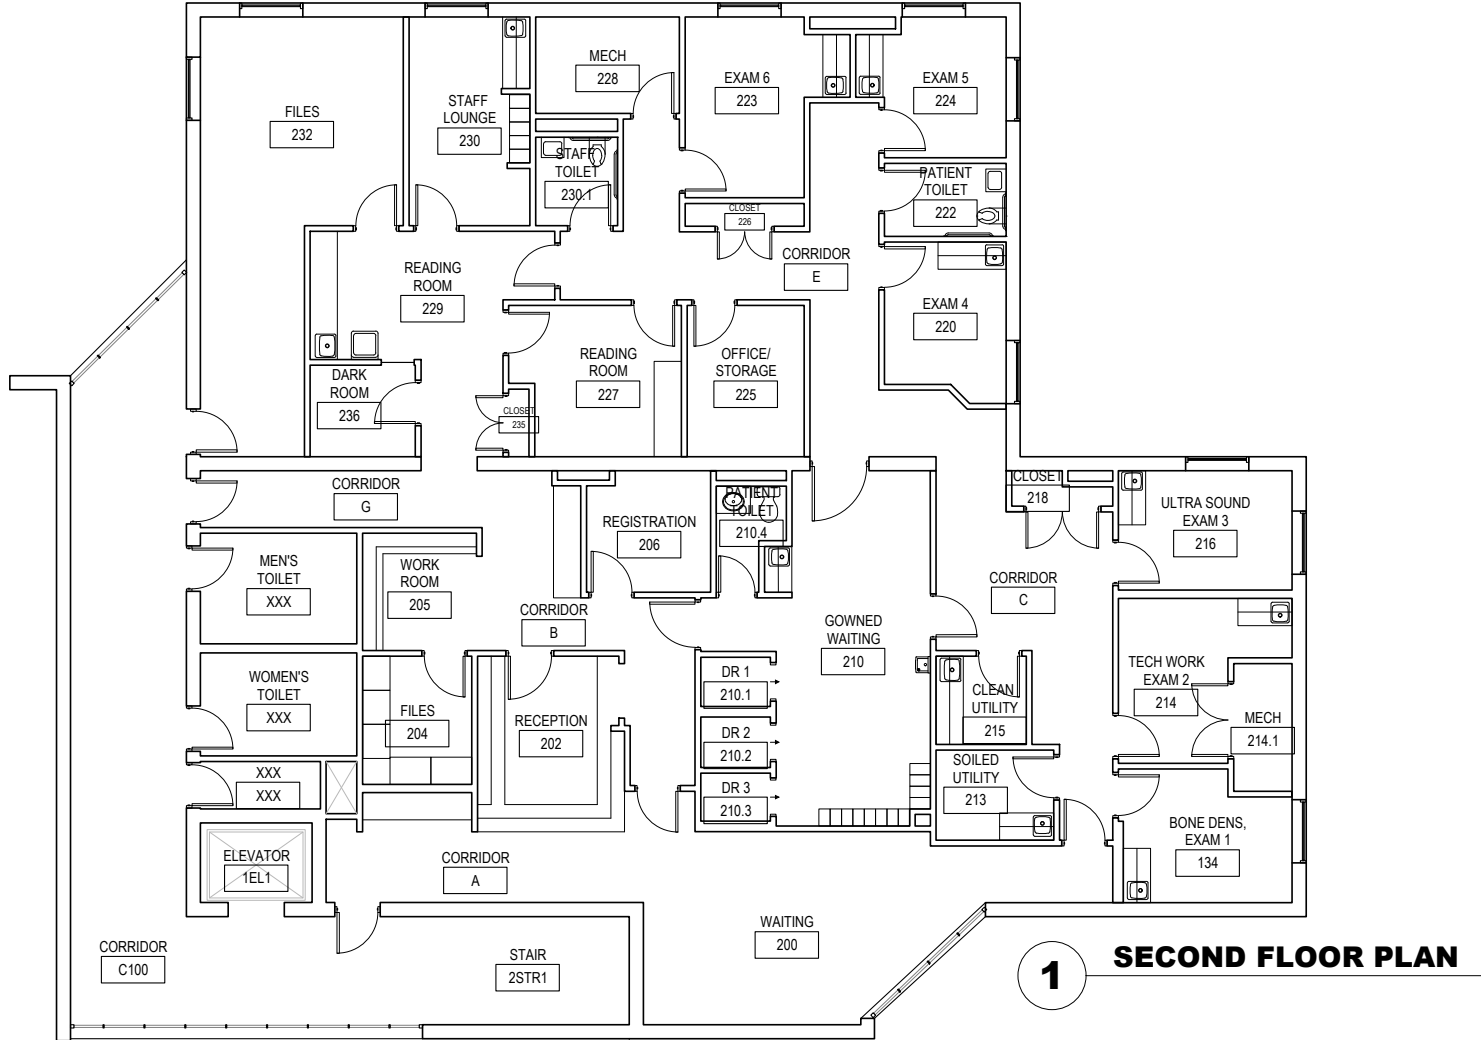 MECH
228
EXAM 6
223
EXAM 5
224
FILES
232
STAFF
LOUNGE
230
STAFF
TOILET
230.1
PATIENT
TOILET
222
CLOSET
226
CORRIDOR
E
READING
ROOM
229
EXAM 4
220
READING
ROOM
227
OFFICE/
STORAGE
225
DARK
ROOM
236
CLOSET
235
CORRIDOR
G
REGISTRATION
206
PATIENT
TOILET
210.4
CLOSET
218
ULTRA SOUND
EXAM 3
216
MEN'S
TOILET
XXX
WORK
ROOM
205
CORRIDOR
B
GOWNED
WAITING
210
CORRIDOR
C
WOMEN'S
TOILET
XXX
FILES
204
RECEPTION
202
DR 1
210.1
DR 2
210.2
DR 3
210.3
CLEAN
UTILITY
215
TECH WORK
EXAM 2
214
MECH
214.1
SOILED
UTILITY
213
XXX
XXX
BONE DENS,
EXAM 1
134
ELEVATOR
1EL1
CORRIDOR
A
CORRIDOR
C100
STAIR
2STR1
WAITING
200
1
SECOND FLOOR PLAN